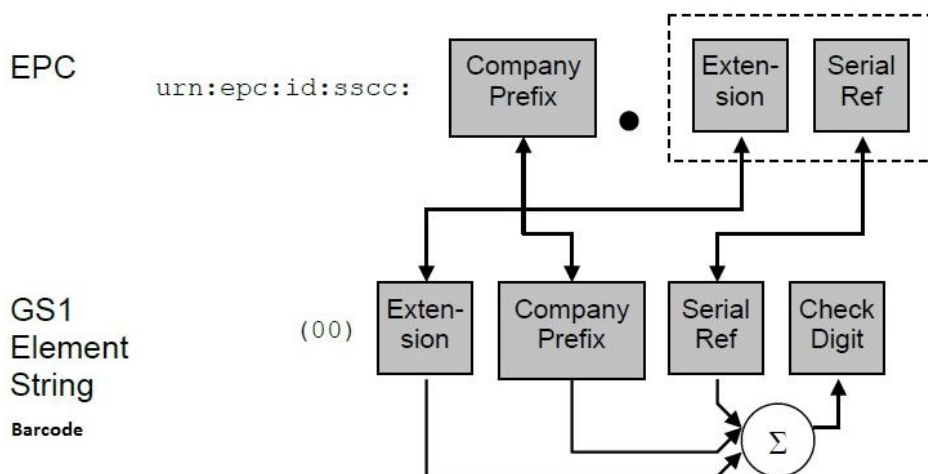 EPC
urn:epc:id:sscc:
Company
Prefix
•
Exten-
sion
Serial
Ref
GS1
Element
String
Barcode
(00)
Exten-
sion
Company
Prefix
Serial
Ref
Check
Digit
Σ